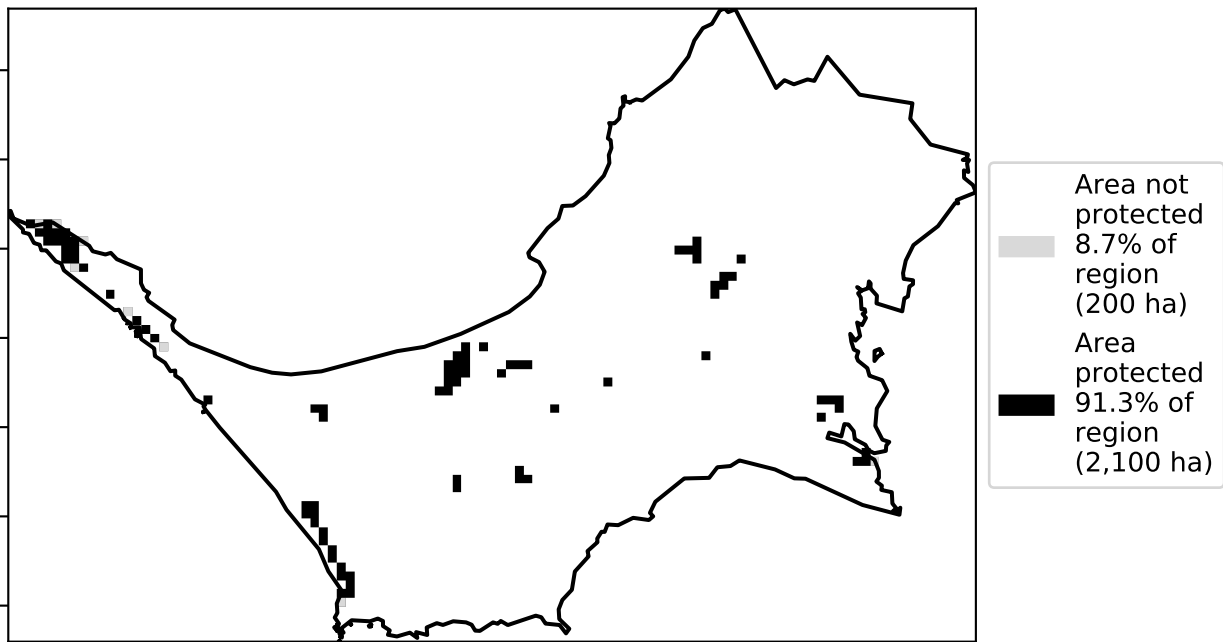 Area not
protected
8.7% of
region
(200 ha)
Area
protected
91.3% of
region
(2,100 ha)